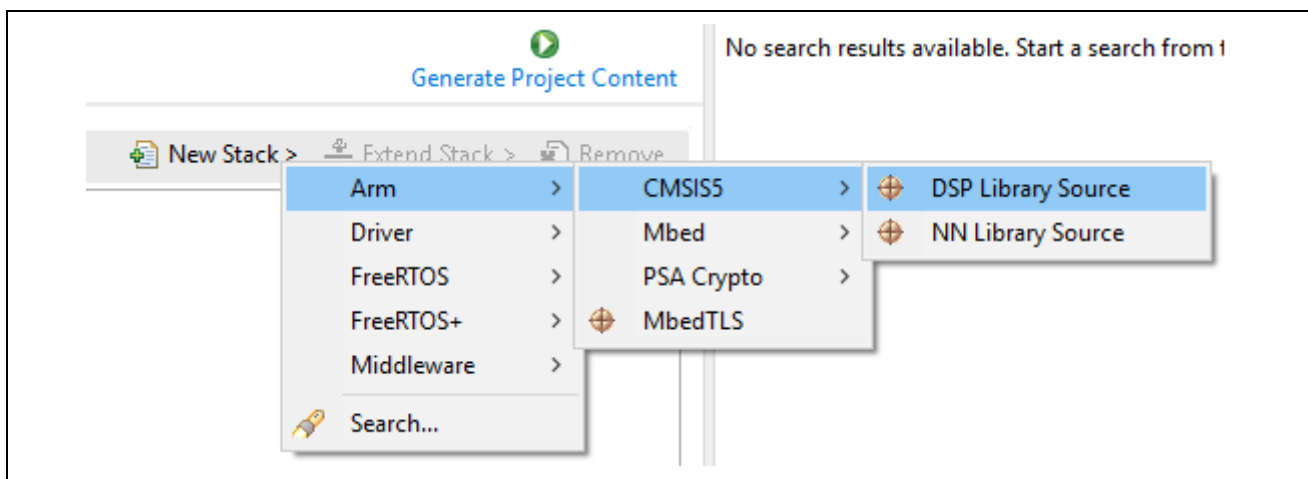 Generate Project Content
No search results available. Start a search from t
New Stack > Extend Stack > Remove
Arm >
Driver >
FreeRTOS >
FreeRTOS+ >
Middleware >
Search...
CMSIS5 >
Mbed >
PSA Crypto >
MbedTLS
DSP Library Source
NN Library Source